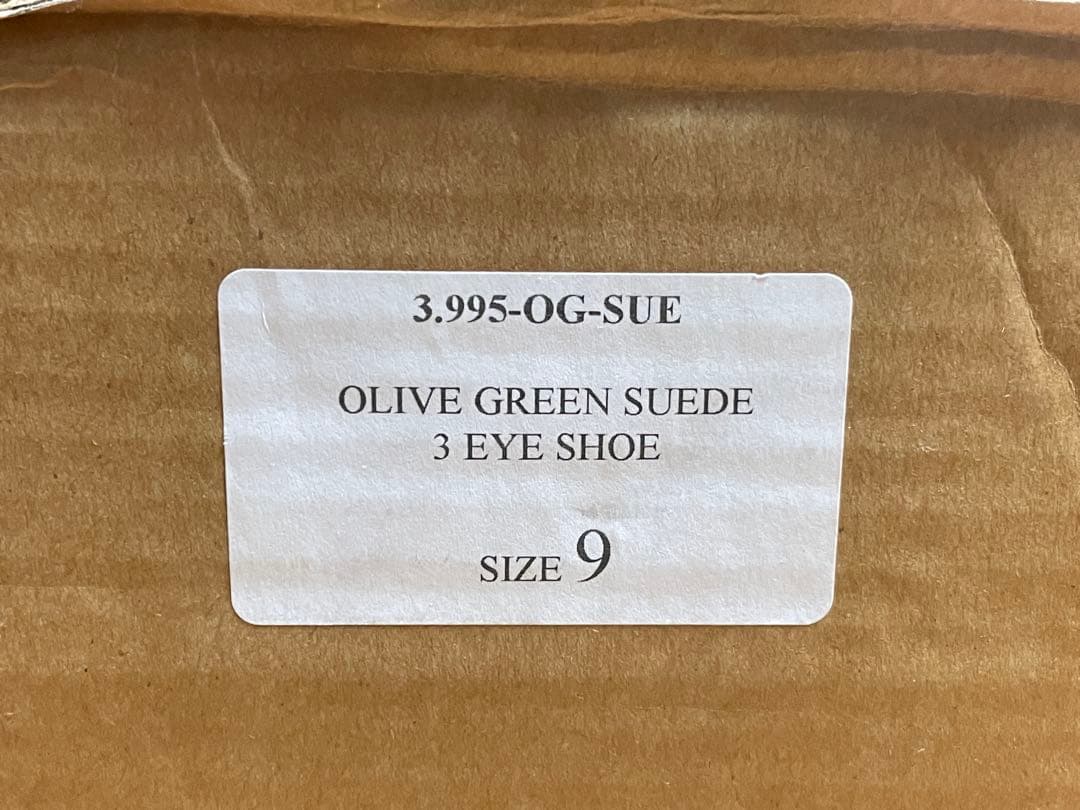 3.995-OG-SUE
OLIVE GREEN SUEDE
3 EYE SHOE
SIZE 9